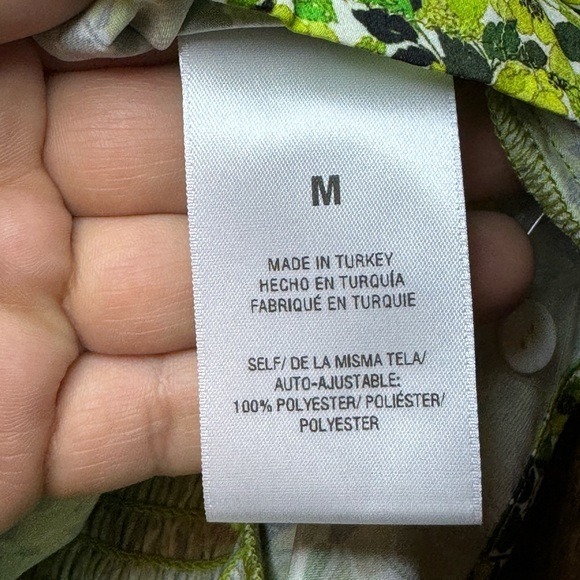 M
MADE IN TURKEY
HECHO EN TURQUÍA
FABRIQUÉ EN TURQUIE
SELF/ DE LA MISMA TELA/
AUTO-AJUSTABLE:
100% POLYESTER/ POLIÉSTER/
POLYESTER